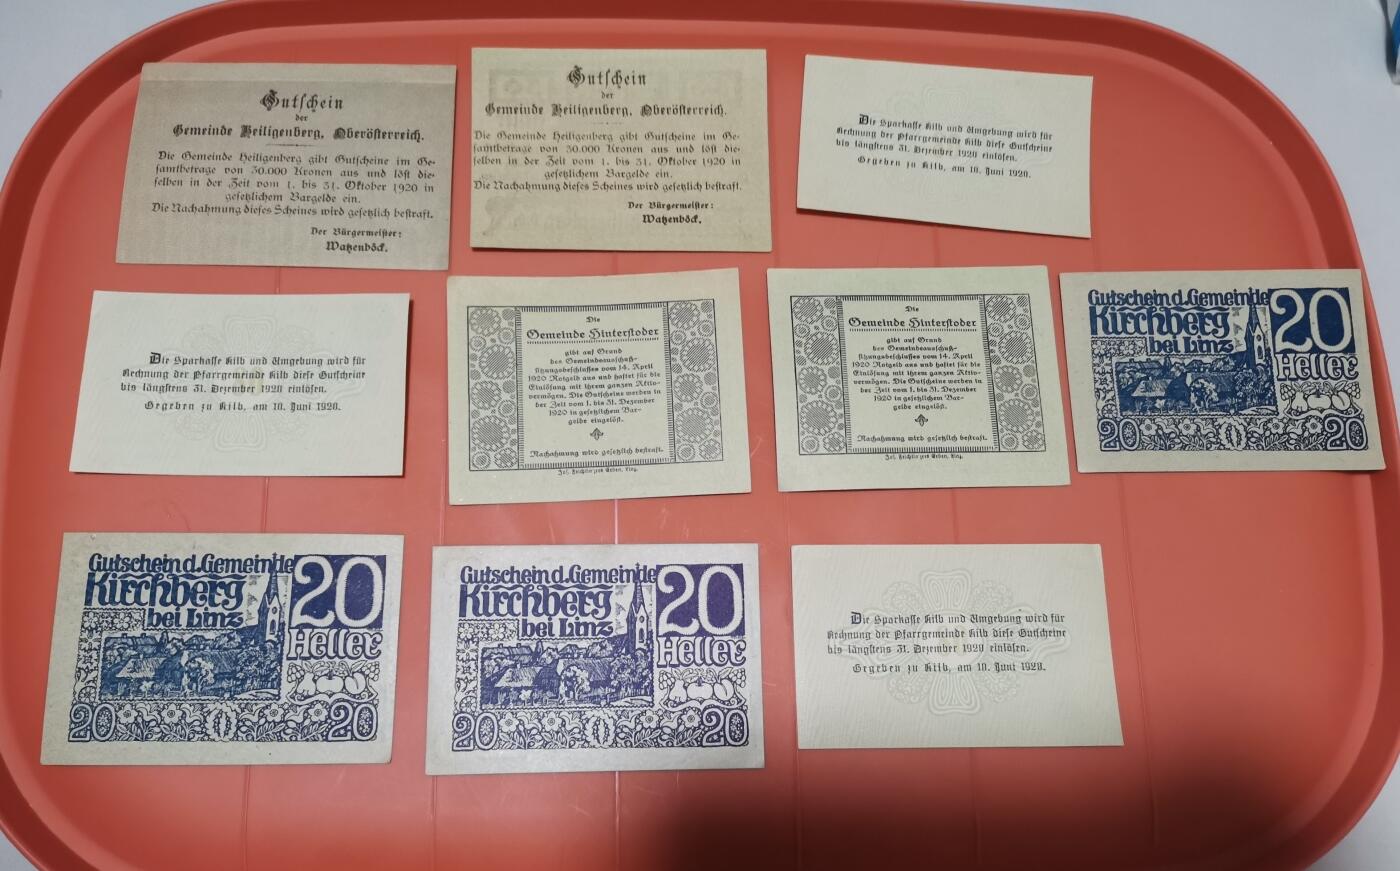 Gutschein
der
Gemeinde Heiligenberg, Oberösterreich.
Die Gemeinde Heiligenberg gibt Gutscheine im Ge-
samtbetrage von 30.000 Kronen aus und löst die-
selben in der Zeit vom 1. bis 31. Oktober 1920 in
gesetzlichem Bargelde ein.
Die Nachahmung dieses Scheines wird gesetzlich bestraft.
Der Bürgermeister:
Watzenböck.
Gutschein
der
Gemeinde Heiligenberg, Oberösterreich.
Die Gemeinde Heiligenberg gibt Gutscheine im Ge-
samtbetrage von 30.000 Kronen aus und löst die-
selben in der Zeit vom 1. bis 31. Oktober 1920 in
gesetzlichem Bargelde ein.
Die Nachahmung dieses Scheines wird gesetzlich bestraft.
Der Bürgermeister:
Watzenböck.
Die Sparkasse Kilb und Umgebung wird für
Rechnung der Pfarrgemeinde Kilb diese Gutscheine
bis längstens 31. Dezember 1920 einlösen.
Gegeben zu Kilb, am 10. Juni 1920.
Die Sparkasse Kilb und Umgebung wird für
Rechnung der Pfarrgemeinde Kilb diese Gutscheine
bis längstens 31. Dezember 1920 einlösen.
Gegeben zu Kilb, am 10. Juni 1920.
Die
Gemeinde Hinterstoder
gibt auf Grund
des Gemeindeausschuß-
sitzungsbeschlusses vom 14. April
1920 Notgeld aus und haftet für die
Einlösung mit ihrem ganzen Aktiv-
vermögen. Die Gutscheine werden in
der Zeit vom 1. bis 31. Dezember
1920 in gesetzlichem Bar-
gelde eingelöst.
Nachahmung wird gesetzlich bestraft.
Jos. Feichtingers Erben, Linz.
Die
Gemeinde Hinterstoder
gibt auf Grund
des Gemeindeausschuß-
sitzungsbeschlusses vom 14. April
1920 Notgeld aus und haftet für die
Einlösung mit ihrem ganzen Aktiv-
vermögen. Die Gutscheine werden in
der Zeit vom 1. bis 31. Dezember
1920 in gesetzlichem Bar-
gelde eingelöst.
Nachahmung wird gesetzlich bestraft.
Jos. Feichtingers Erben, Linz.
Gutschein d. Gemeinde
Kirchberg
bei Linz
20
Heller
20 20
Gutschein d. Gemeinde
Kirchberg
bei Linz
20
Heller
20 20
Gutschein d. Gemeinde
Kirchberg
bei Linz
20
Heller
20 20
Die Sparkasse Kilb und Umgebung wird für
Rechnung der Pfarrgemeinde Kilb diese Gutscheine
bis längstens 31. Dezember 1920 einlösen.
Gegeben zu Kilb, am 10. Juni 1920.